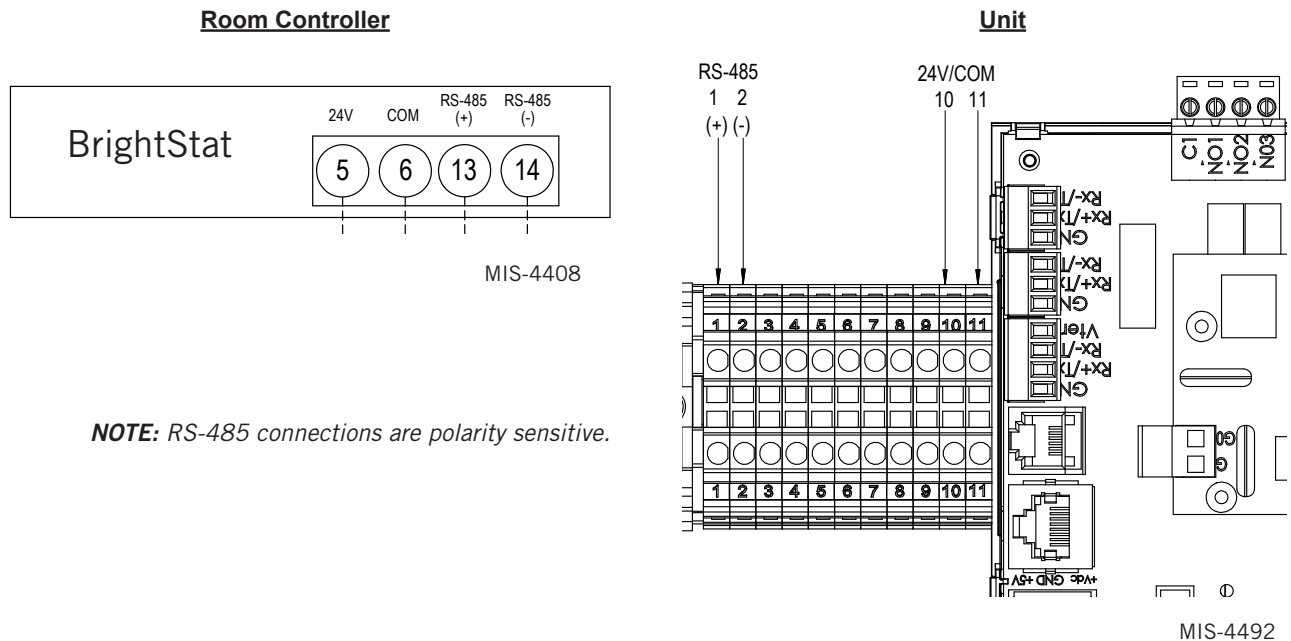 Room Controller
BrightStat
24V COM RS-485 (+) RS-485 (-)
5 6 13 14
MIS-4408
NOTE: RS-485 connections are polarity sensitive.
Unit
RS-485
1 2
(+) (-)
24V/COM
10 11
C1
NO1
NO2
NO3
Rx-/T
Rx+/Tx
GN
Rx-/T
Rx+/Tx
GN
Vter
Rx-/T
Rx+/Tx
GN
G0
G
1 2 3 4 5 6 7 8 9 10 11
1 2 3 4 5 6 7 8 9 10 11
+Vdc GND +5V
MIS-4492